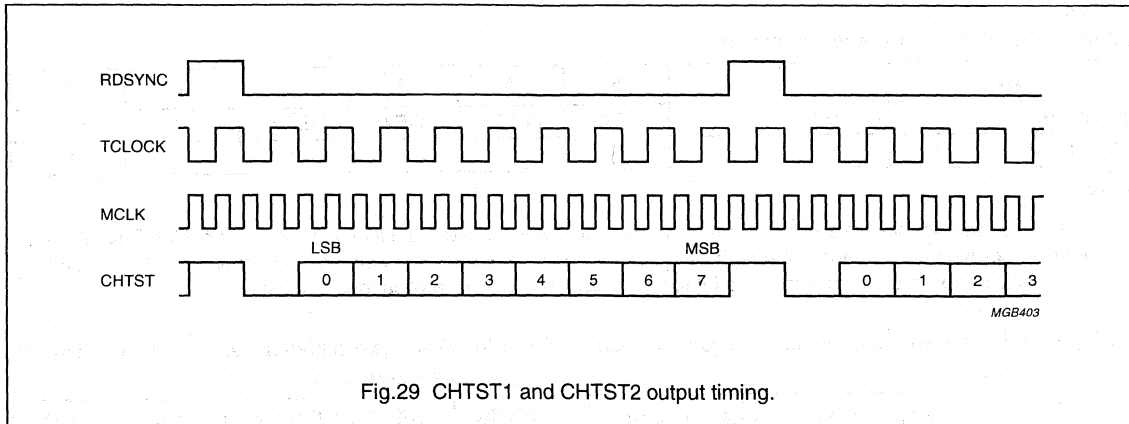 RDSYNC
TCLOCK
MCLK
LSB MSB
CHTST 0 1 2 3 4 5 6 7 0 1 2 3
MGB403
Fig.29 CHTST1 and CHTST2 output timing.